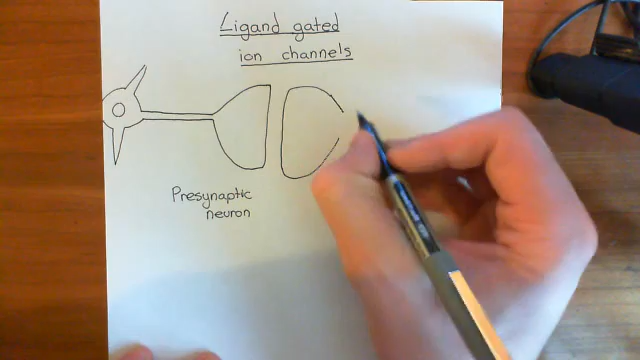 Ligand gated
ion channels
Presynaptic
neuron